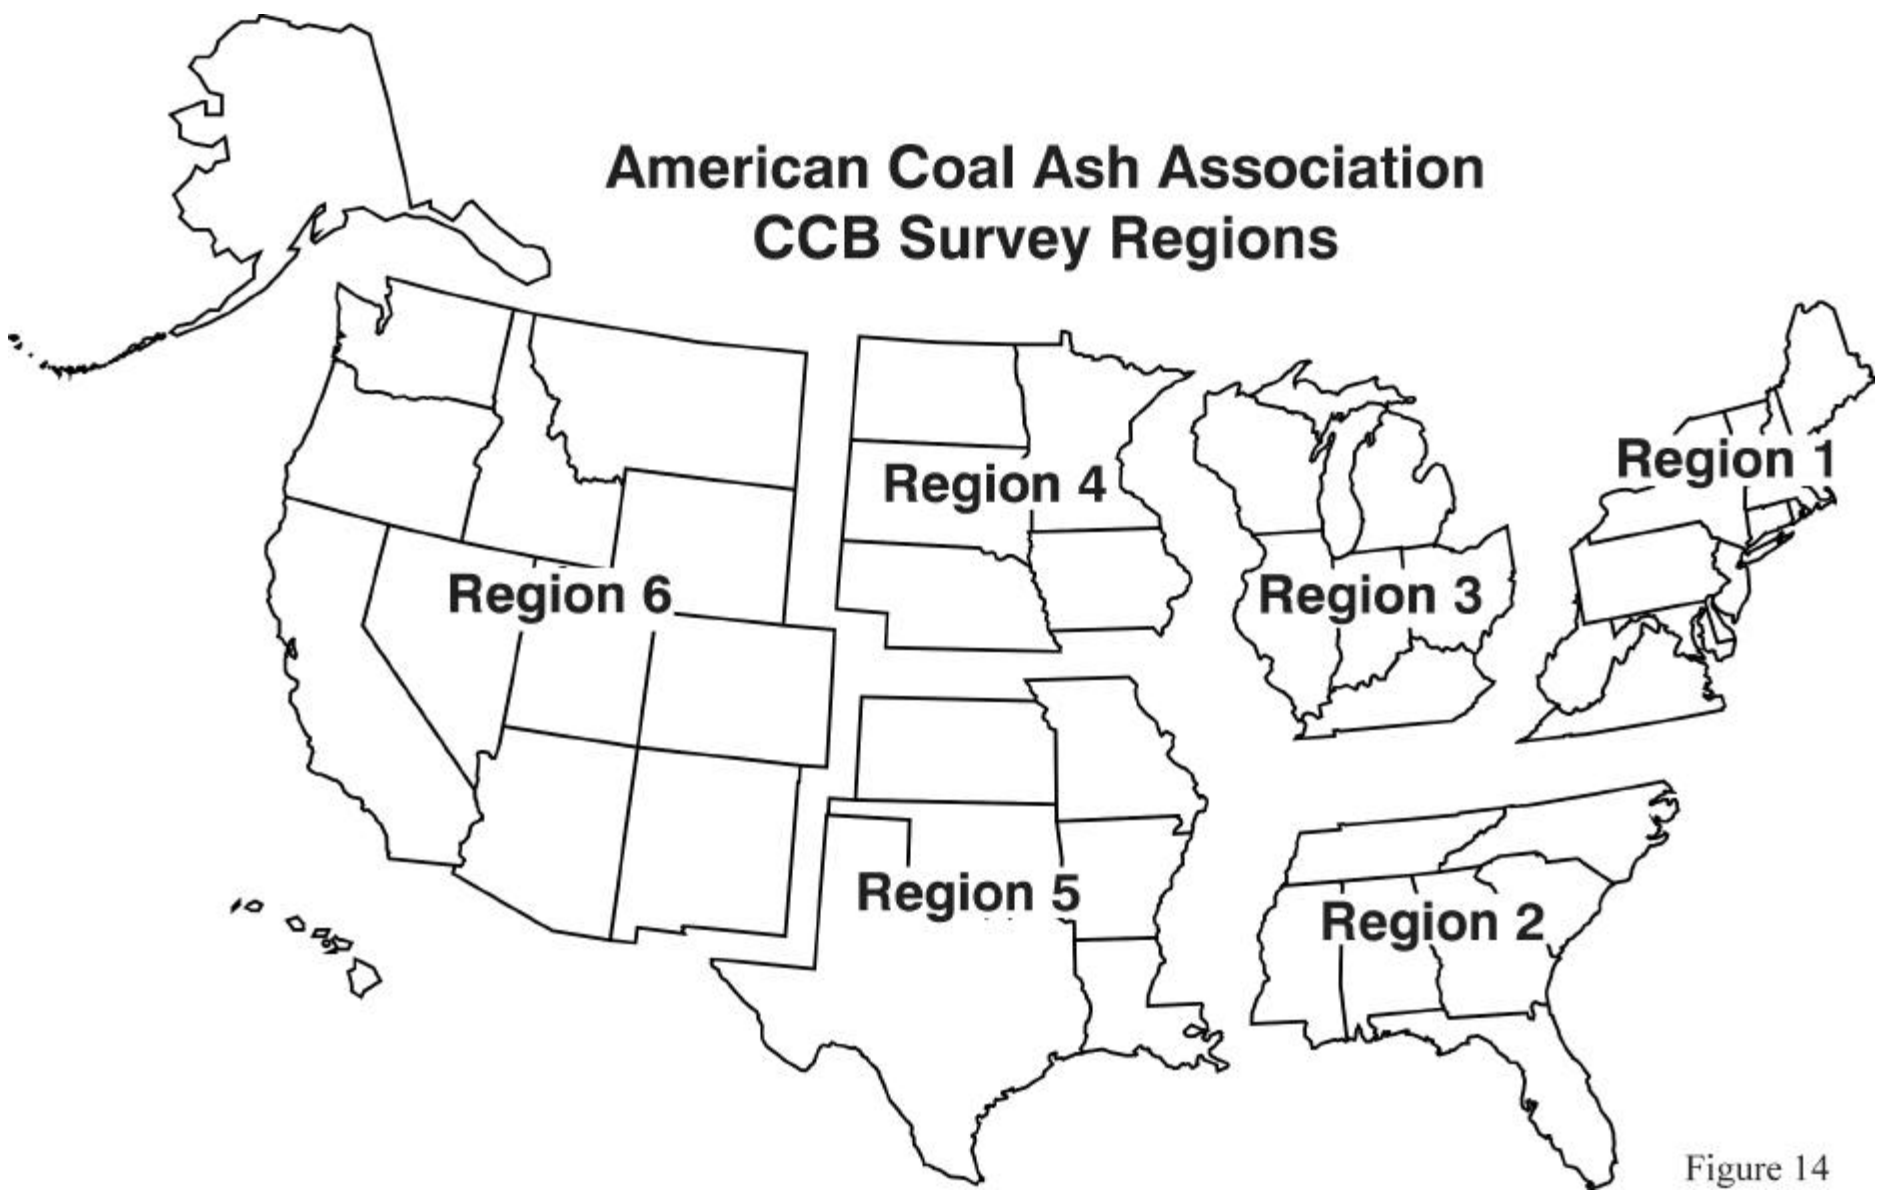 American Coal Ash Association
CCB Survey Regions
Region 1
Region 4
Region 6
Region 3
Region 5
Region 2
Figure 14